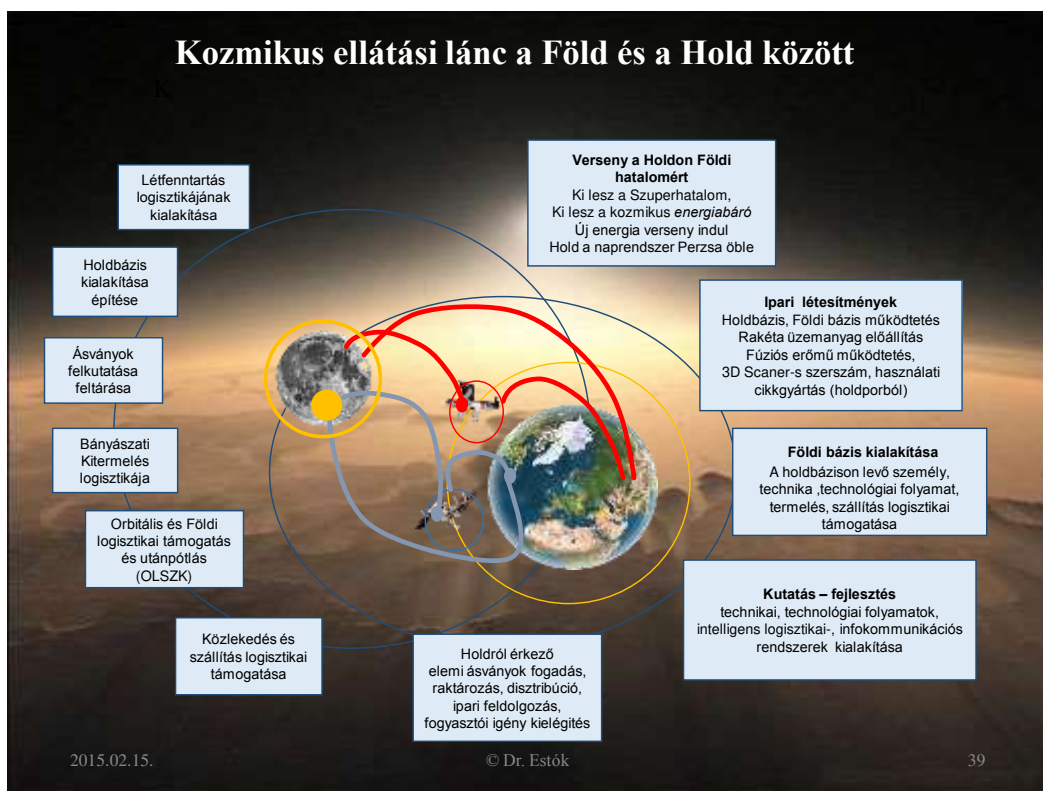 Kozmikus ellátási lánc a Föld és a Hold között
K
Létfenntartás
logisztikájának
kialakítása
Holdbázis
kialakítása
építése
Ásványok
felkutatása
feltárása
Bányászati
Kitermelés
logisztikája
Orbitális és Földi
logisztikai támogatás
és utánpótlás
(OLSZK)
Közlekedés és
szállítás logisztikai
támogatása
Holdról érkező
elemi ásványok fogadás,
raktározás, disztribúció,
ipari feldolgozás,
fogyasztói igény kielégités
Verseny a Holdon Földi
hatalomért
Ki lesz a Szuperhatalom,
Ki lesz a kozmikus energiabáró
Új energia verseny indul
Hold a naprendszer Perzsa öble
Ipari létesítmények
Holdbázis, Földi bázis működtetés
Rakéta üzemanyag előállítás
Fúziós erőmű működtetés,
3D Scaner-s szerszám, használati
cikkgyártás (holdporból)
Földi bázis kialakítása
A holdbázison levő személy,
technika ,technológiai folyamat,
termelés, szállítás logisztikai
támogatása
Kutatás – fejlesztés
technikai, technológiai folyamatok,
intelligens logisztikai-, infokommunikációs
rendszerek kialakítása
2015.02.15.
© Dr. Estók
39